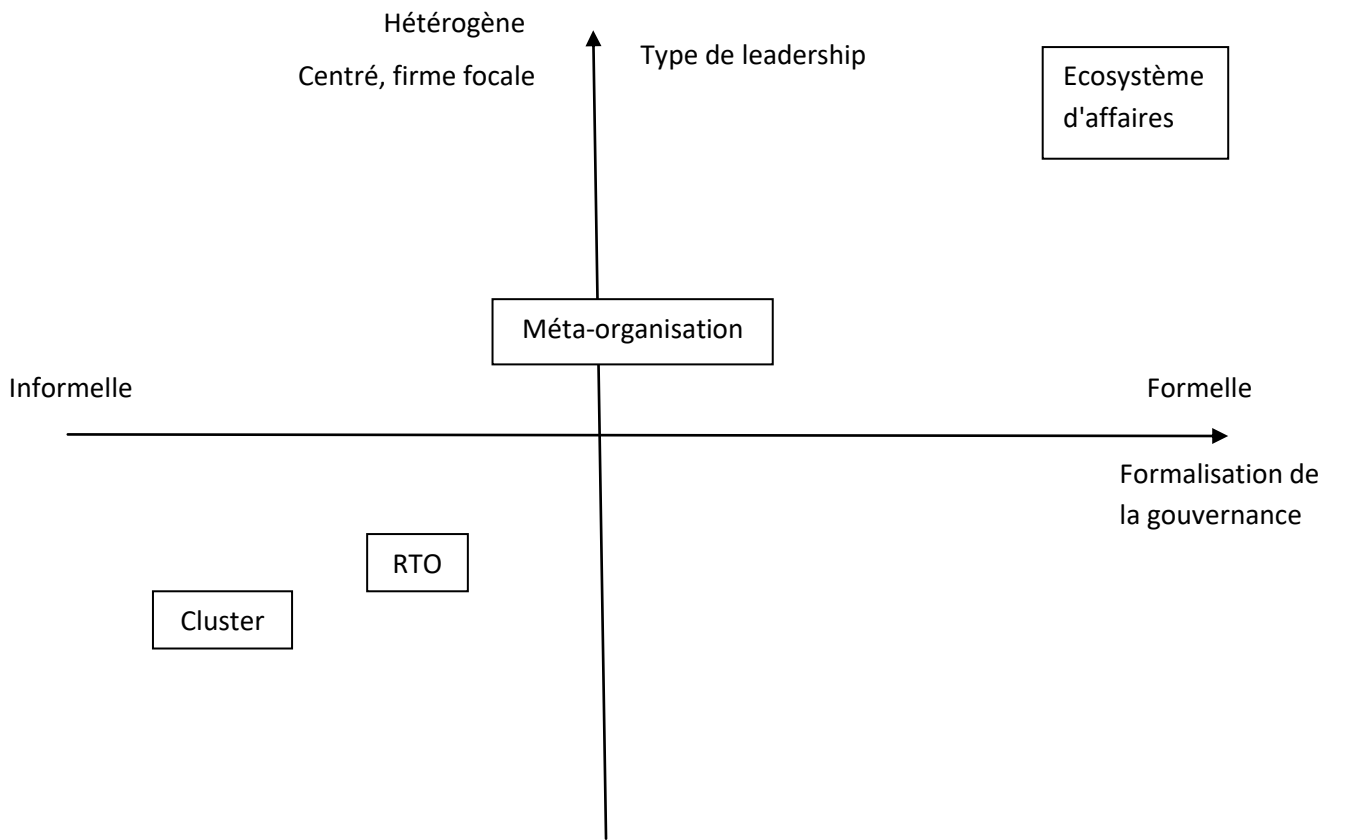 Hétérogène
Centré, firme focale
Type de leadership
Ecosystème
d'affaires
Méta-organisation
Informelle
Formelle
Formalisation de
la gouvernance
RTO
Cluster